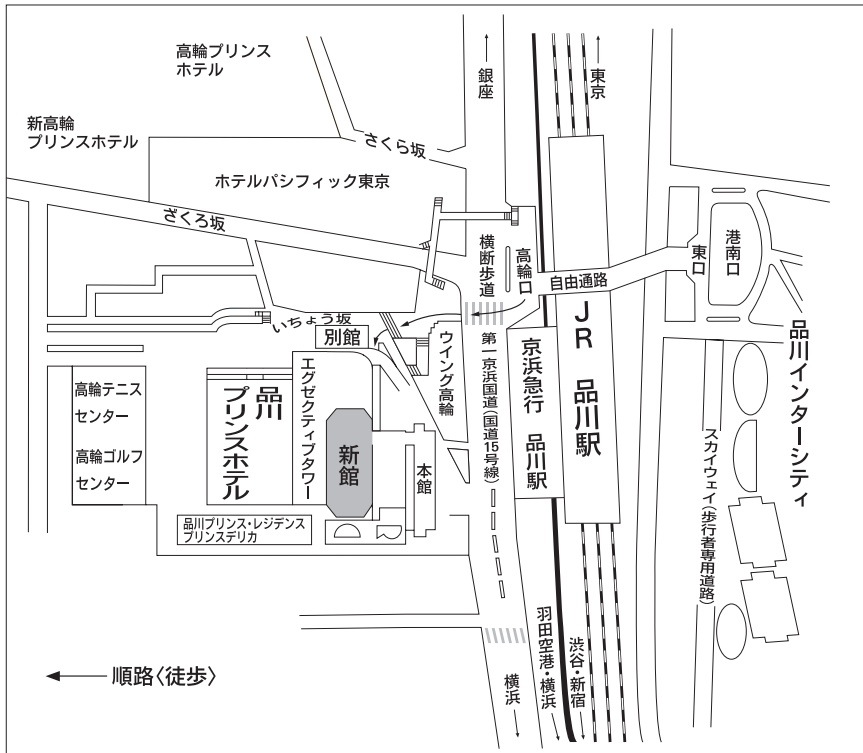 高輪プリンス
ホテル
銀座
東京
新高輪
プリンスホテル
さくら坂
ホテルパシフィック東京
ざくろ坂
横断歩道
高輪口
自由通路
東口
港南口
いちょう坂
別館
ウイング高輪
第一京浜国道(国道15号線)
京浜急行 品川駅
JR 品川駅
品川インターシティ
スカイウェイ(歩行者専用道路)
高輪テニス
センター
高輪ゴルフ
センター
品川
プリンスホテル
エグゼクティブタワー
新館
本館
品川プリンス・レジデンス
プリンスデリカ
順路〈徒歩〉
横浜
羽田空港・横浜
渋谷・新宿